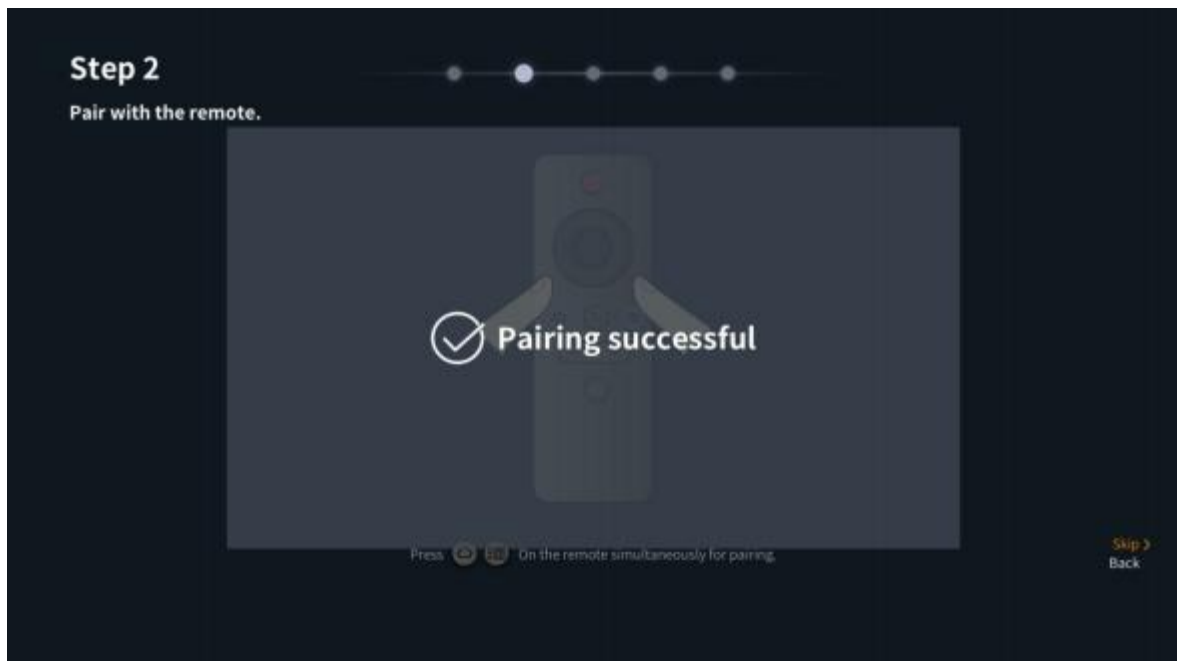 Step 2
Pair with the remote.
Pairing successful
Press On the remote simultaneously for pairing.
Skip
Back